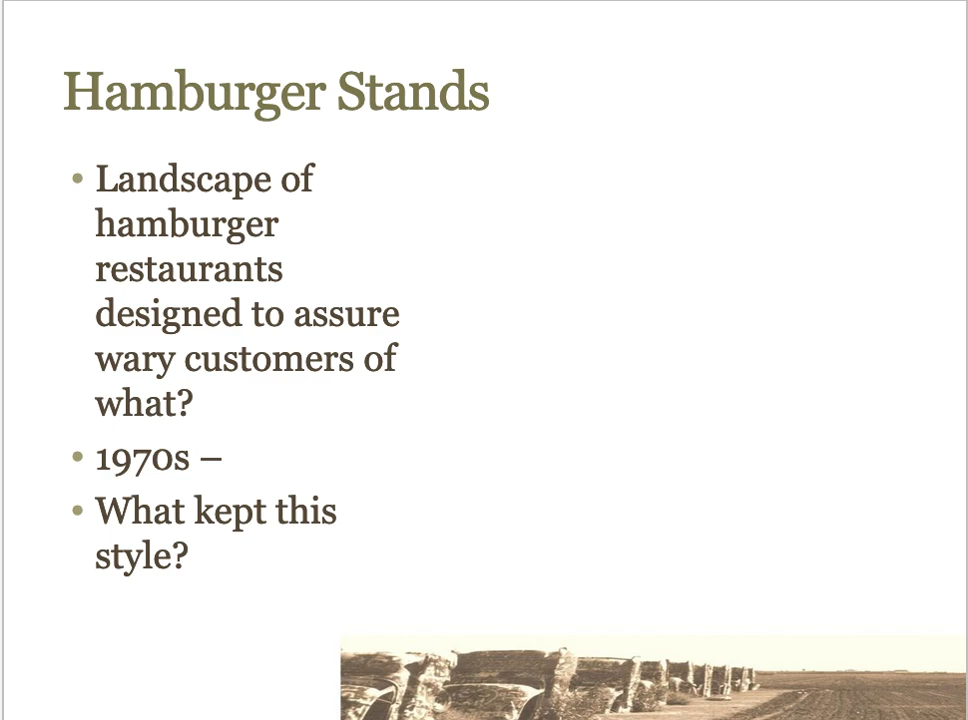 Hamburger Stands
• Landscape of
hamburger
restaurants
designed to assure
wary customers of
what?
• 1970s –
• What kept this
style?